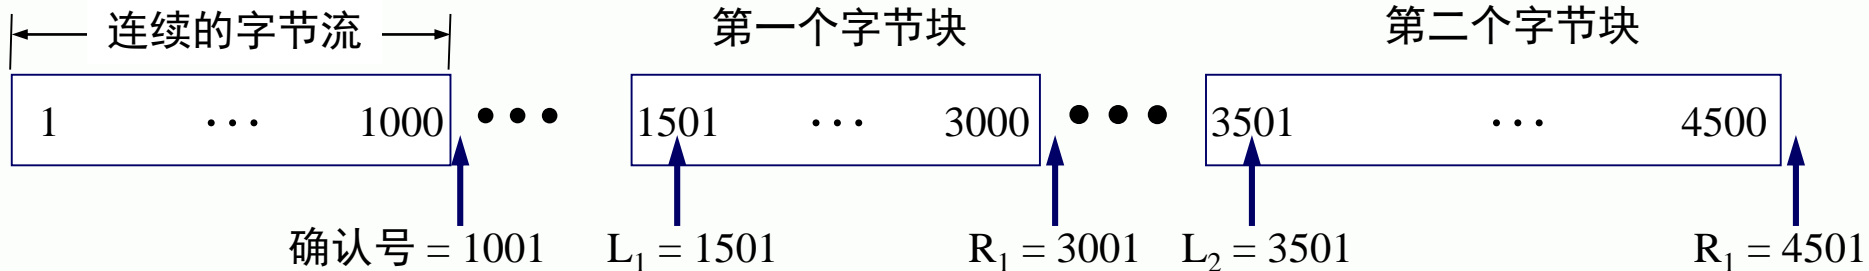 连续的字节流 第一个字节块 第二个字节块
1 ··· 1000 ••• 1501 ··· 3000 ••• 3501 ··· 4500
确认号 = 1001 L₁ = 1501 R₁ = 3001 L₂ = 3501 R₁ = 4501